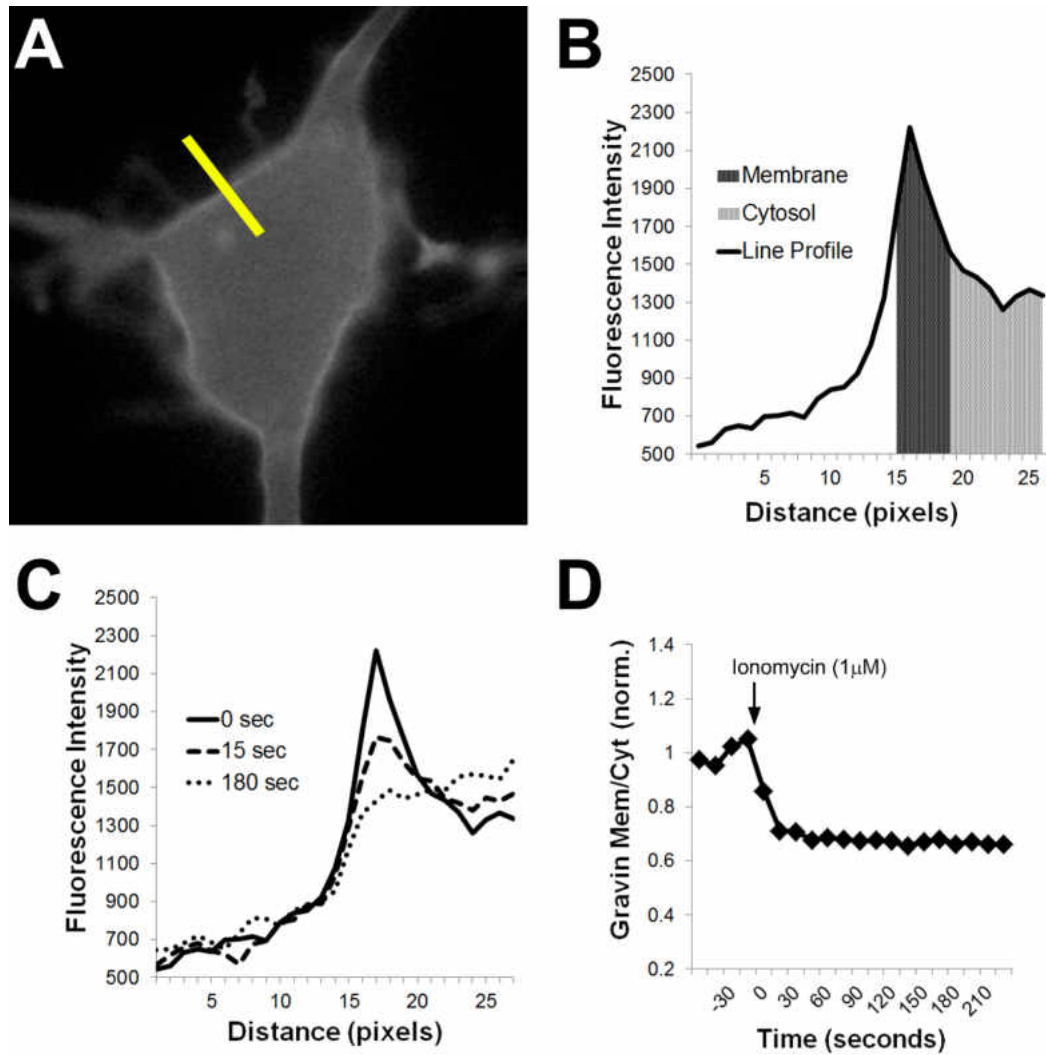 A
B
2500
2300
2100
1900
1700
1500
1300
1100
900
700
500
Fluorescence Intensity
Membrane
Cytosol
Line Profile
5 10 15 20 25
Distance (pixels)
C
2500
2300
2100
1900
1700
1500
1300
1100
900
700
500
Fluorescence Intensity
0 sec
15 sec
180 sec
5 10 15 20 25
Distance (pixels)
D
1.4
1.2
1
0.8
0.6
0.4
0.2
Gravin Mem/Cyt (norm.)
Ionomycin (1µM)
-30 0 30 60 90 120 150 180 210
Time (seconds)